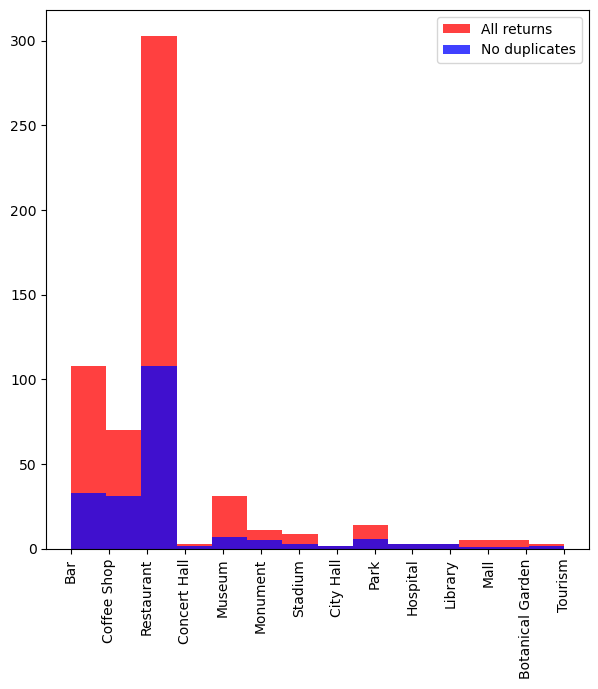 All returns
No duplicates
300
250
200
150
100
50
0
Bar
Coffee Shop
Restaurant
Concert Hall
Museum
Monument
Stadium
City Hall
Park
Hospital
Library
Mall
Botanical Garden
Tourism